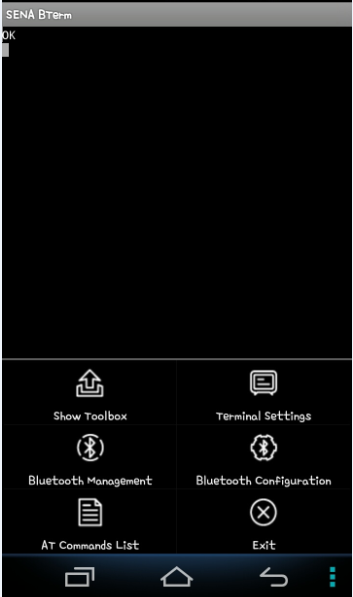 SENA BTerm
OK
Show Toolbox
Terminal Settings
Bluetooth Management
Bluetooth Configuration
AT Commands List
Exit